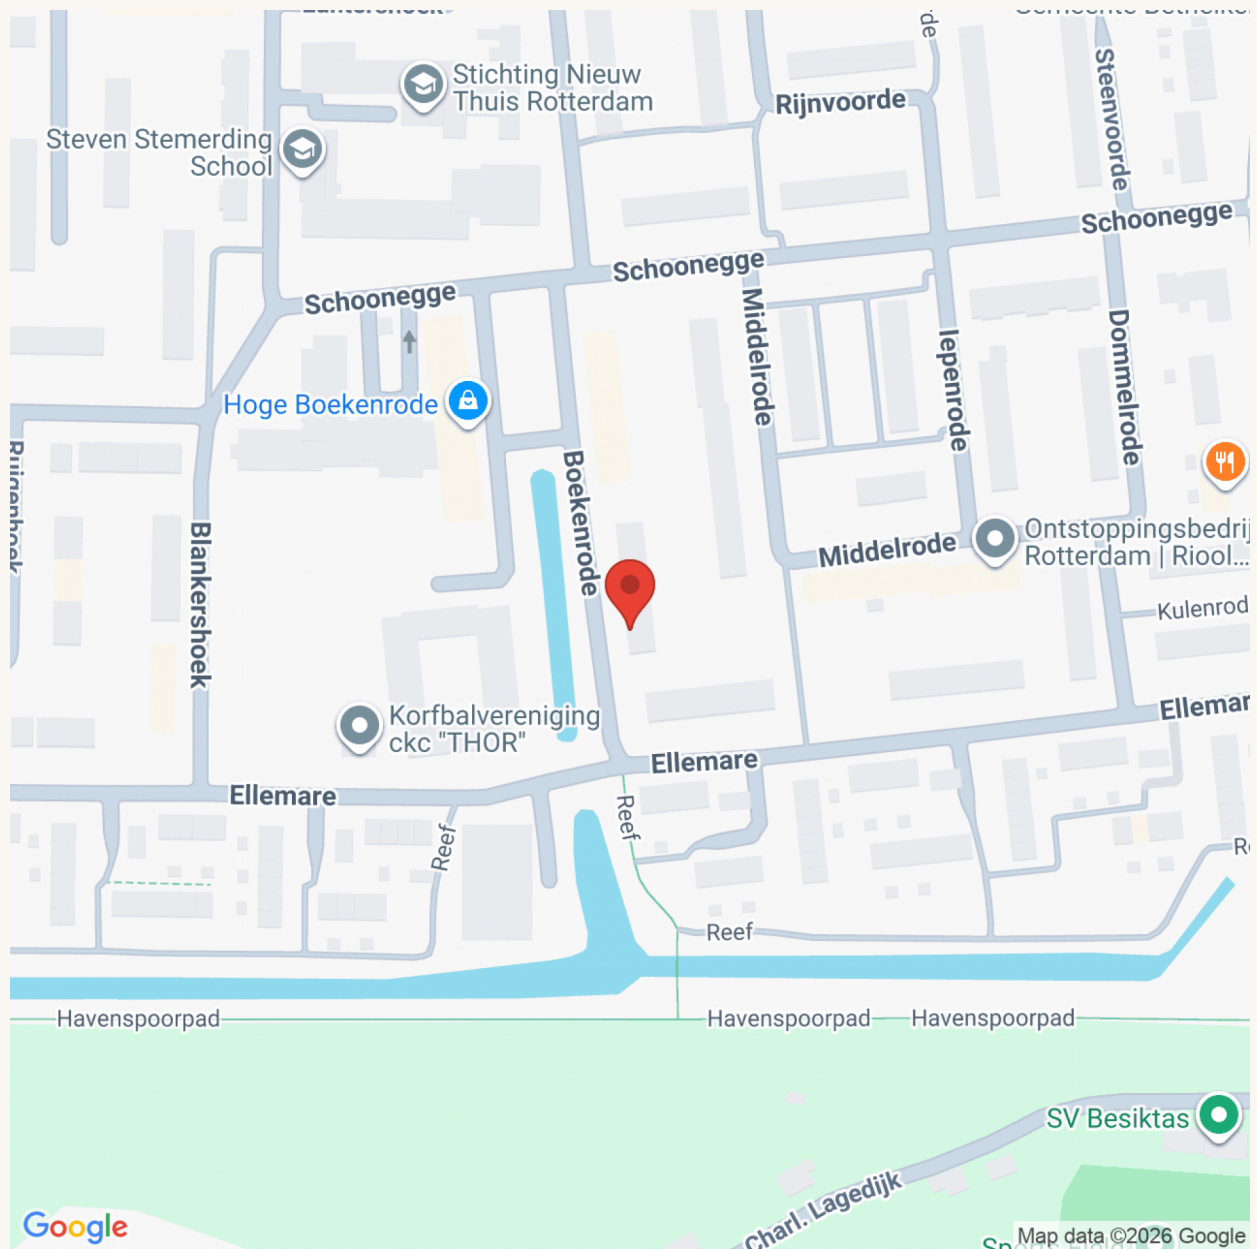 Stichting Nieuw
Thuis Rotterdam
Rijnvoorde
Steenvoorde
Steven Stemerding
School
Schoonegge
Schoonegge
Schoonegge
Middelrode
Iepenrode
Dommelrode
Hoge Boekenrode
Boekenrode
Blankershoek
Ruigenhoek
Middelrode
Ontstoppingsbedrij
Rotterdam | Riool...
Kulenrod
Korfbalvereniging
ckc "THOR"
Ellemar
Ellemare
Ellemare
Reef
Reef
Reef
Havenspoorpad
Havenspoorpad
Havenspoorpad
SV Besiktas
Charl. Lagedijk
Google
Map data ©2026 Google